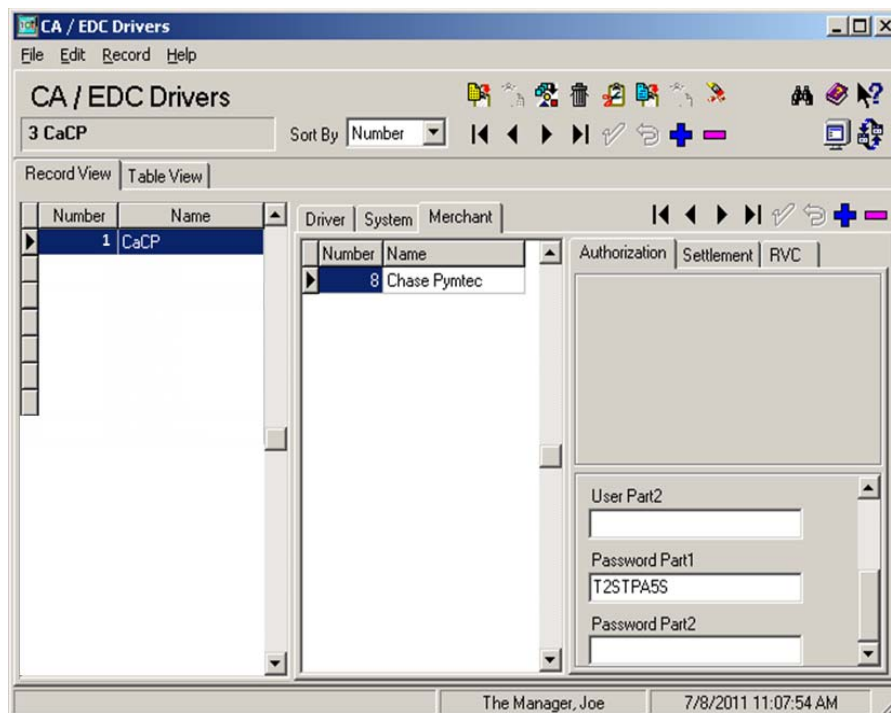 CA / EDC Drivers
File Edit Record Help
CA / EDC Drivers
3 CaCP
Sort By Number
Record View Table View
Number Name
1 CaCP
Driver System Merchant
Number Name
8 Chase Pymtec
Authorization Settlement RVC
User Part2
Password Part1
T2STPA5S
Password Part2
The Manager, Joe 7/8/2011 11:07:54 AM